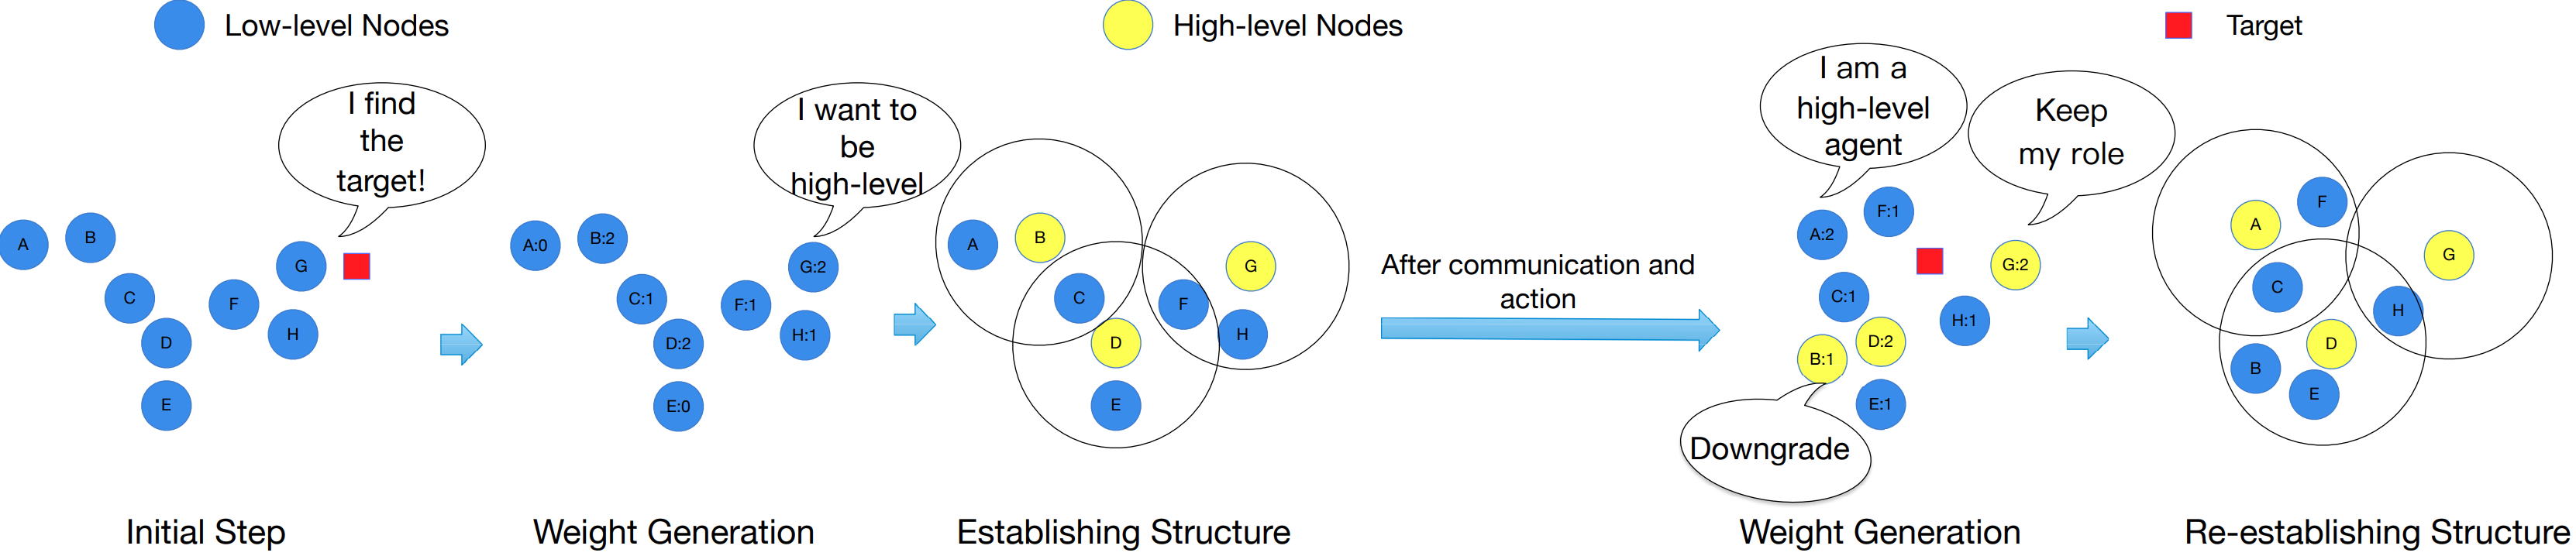 Low-level Nodes
High-level Nodes
Target
I find
the
target!
A
B
C
D
E
F
G
H
Initial Step
I want to
be
high-level
A:0
B:2
C:1
D:2
E:0
F:1
G:2
H:1
Weight Generation
A
B
C
D
E
F
G
H
Establishing Structure
After communication and
action
I am a
high-level
agent
Keep
my role
A:2
F:1
G:2
C:1
H:1
B:1
D:2
E:1
Downgrade
Weight Generation
A
F
G
C
H
B
D
E
Re-establishing Structure